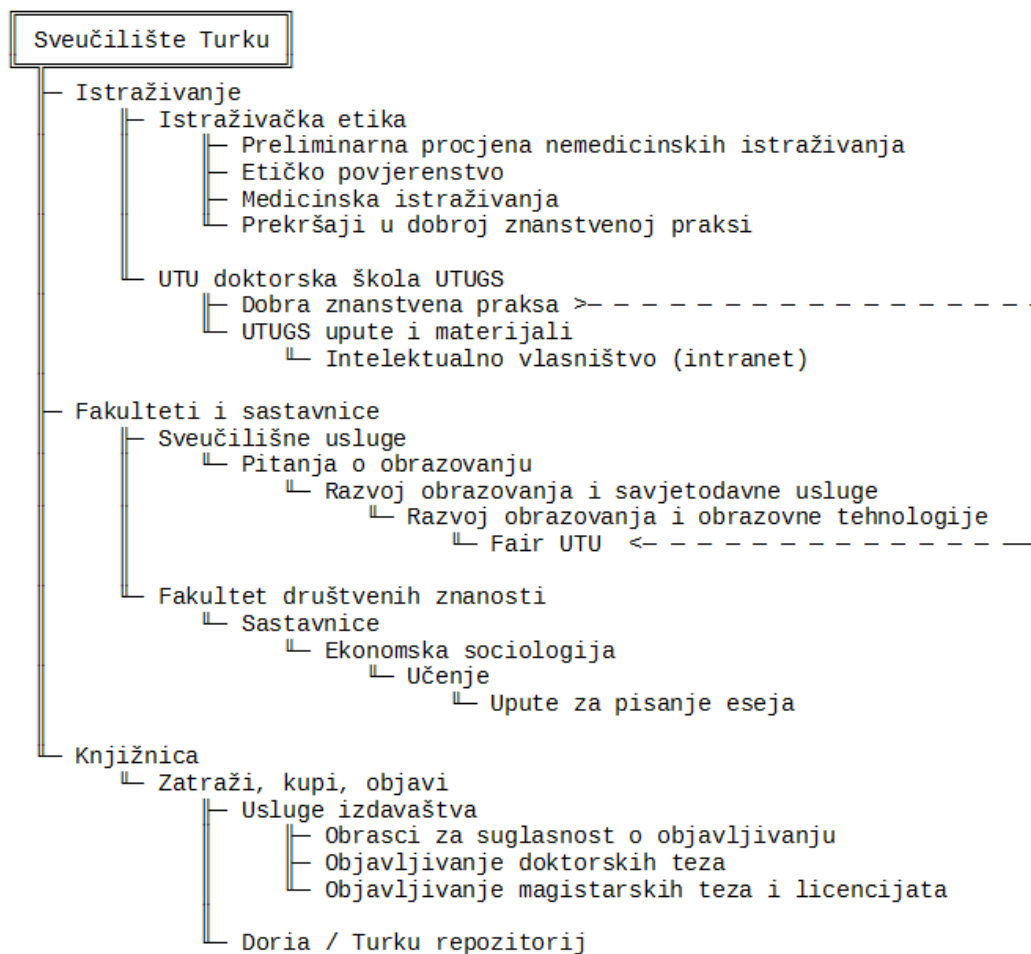 Sveučilište Turku
Istraživanje
Istraživačka etika
Preliminarna procjena nemedicinskih istraživanja
Etičko povjerenstvo
Medicinska istraživanja
Prekršaji u dobroj znanstvenoj praksi
UTU doktorska škola UTUGS
Dobra znanstvena praksa >— — — — — — — — — — — — — — — — —
UTUGS upute i materijali
Intelektualno vlasništvo (intranet)
Fakulteti i sastavnice
Sveučilišne usluge
Pitanja o obrazovanju
Razvoj obrazovanja i savjetodavne usluge
Razvoj obrazovanja i obrazovne tehnologije
Fair UTU <— — — — — — — — — — — — — — —
Fakultet društvenih znanosti
Sastavnice
Ekonomska sociologija
Učenje
Upute za pisanje eseja
Knjižnica
Zatraži, kupi, objavi
Usluge izdavaštva
Obrasci za suglasnost o objavljivanju
Objavljivanje doktorskih teza
Objavljivanje magistarskih teza i licencijata
Doria / Turku repozitorij